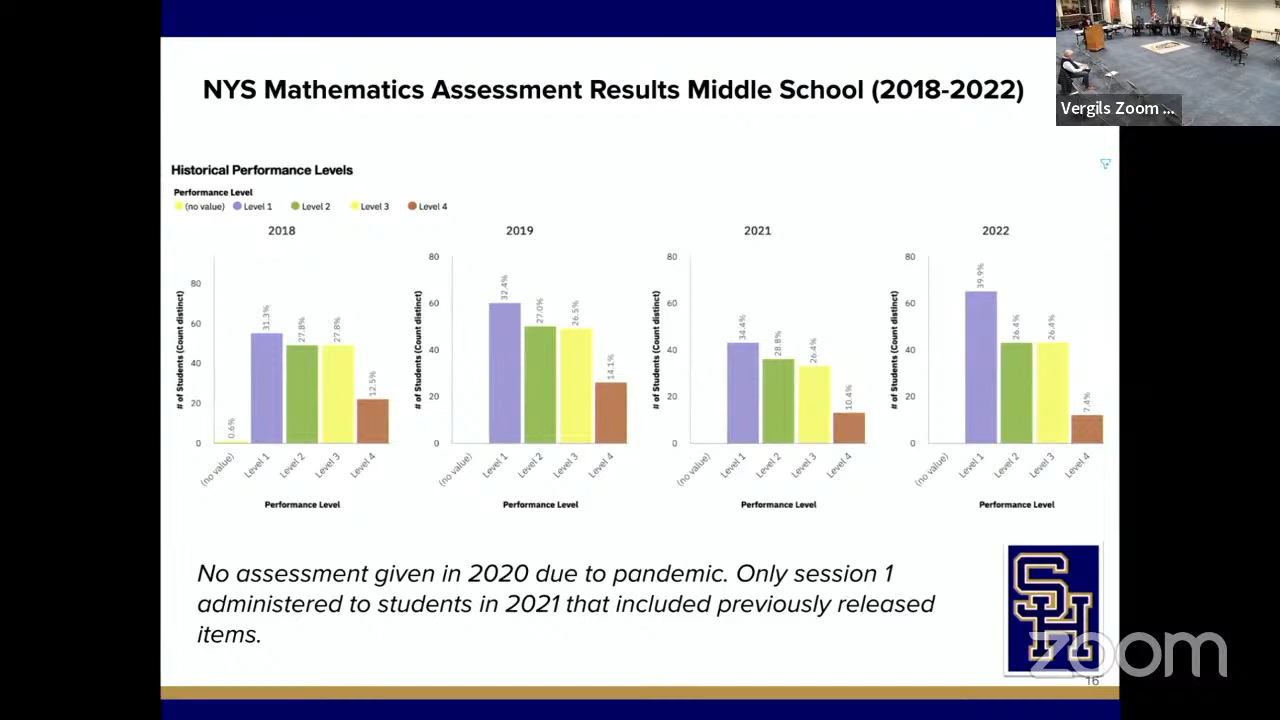 Vergils Zoom ...
NYS Mathematics Assessment Results Middle School (2018-2022)
Historical Performance Levels
Performance Level
(no value) Level 1 Level 2 Level 3 Level 4
2018
# of Students (Count distinct)
80
60
40
20
0
0.6%
31.3%
27.8%
27.8%
12.5%
(no value)
Level 1
Level 2
Level 3
Level 4
Performance Level
2019
# of Students (Count distinct)
80
60
40
20
0
32.4%
27.0%
26.5%
14.1%
(no value)
Level 1
Level 2
Level 3
Level 4
Performance Level
2021
# of Students (Count distinct)
80
60
40
20
0
34.4%
28.8%
26.4%
10.4%
(no value)
Level 1
Level 2
Level 3
Level 4
Performance Level
2022
# of Students (Count distinct)
80
60
40
20
0
39.9%
26.4%
26.4%
7.4%
(no value)
Level 1
Level 2
Level 3
Level 4
Performance Level
No assessment given in 2020 due to pandemic. Only session 1
administered to students in 2021 that included previously released
items.
SH
zoom
16